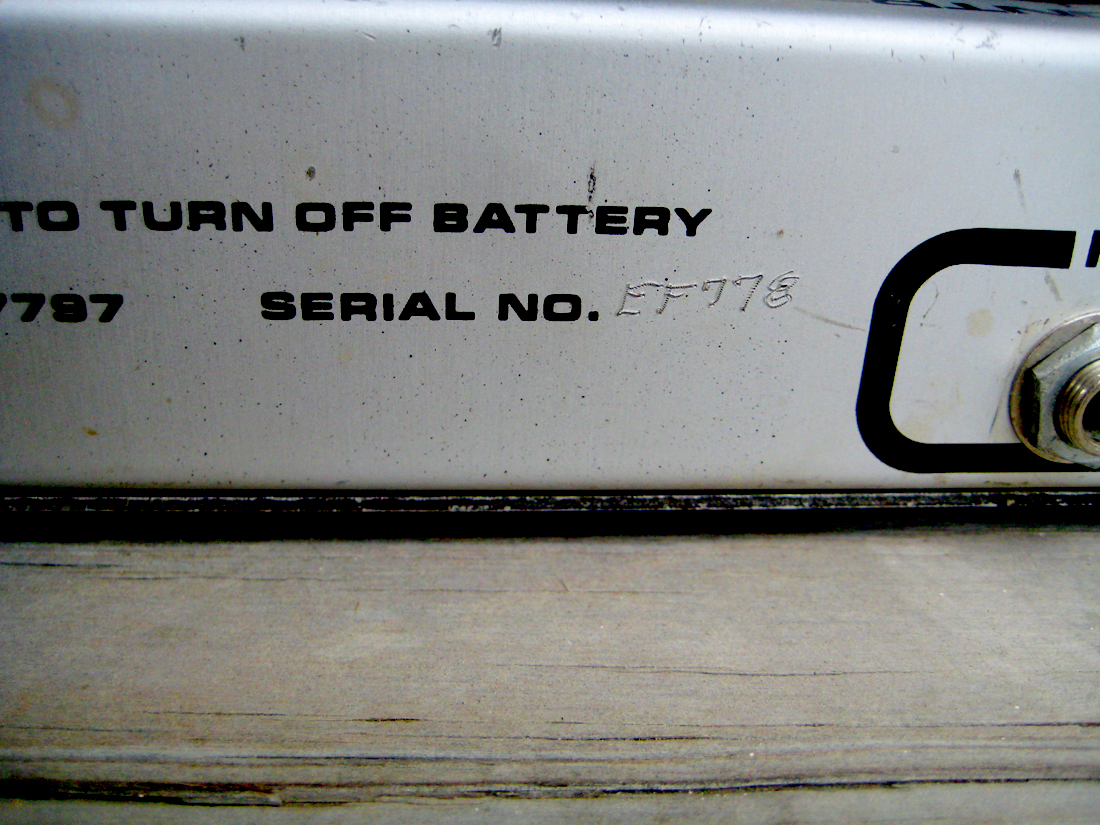 TO TURN OFF BATTERY
7797 SERIAL NO. EF778